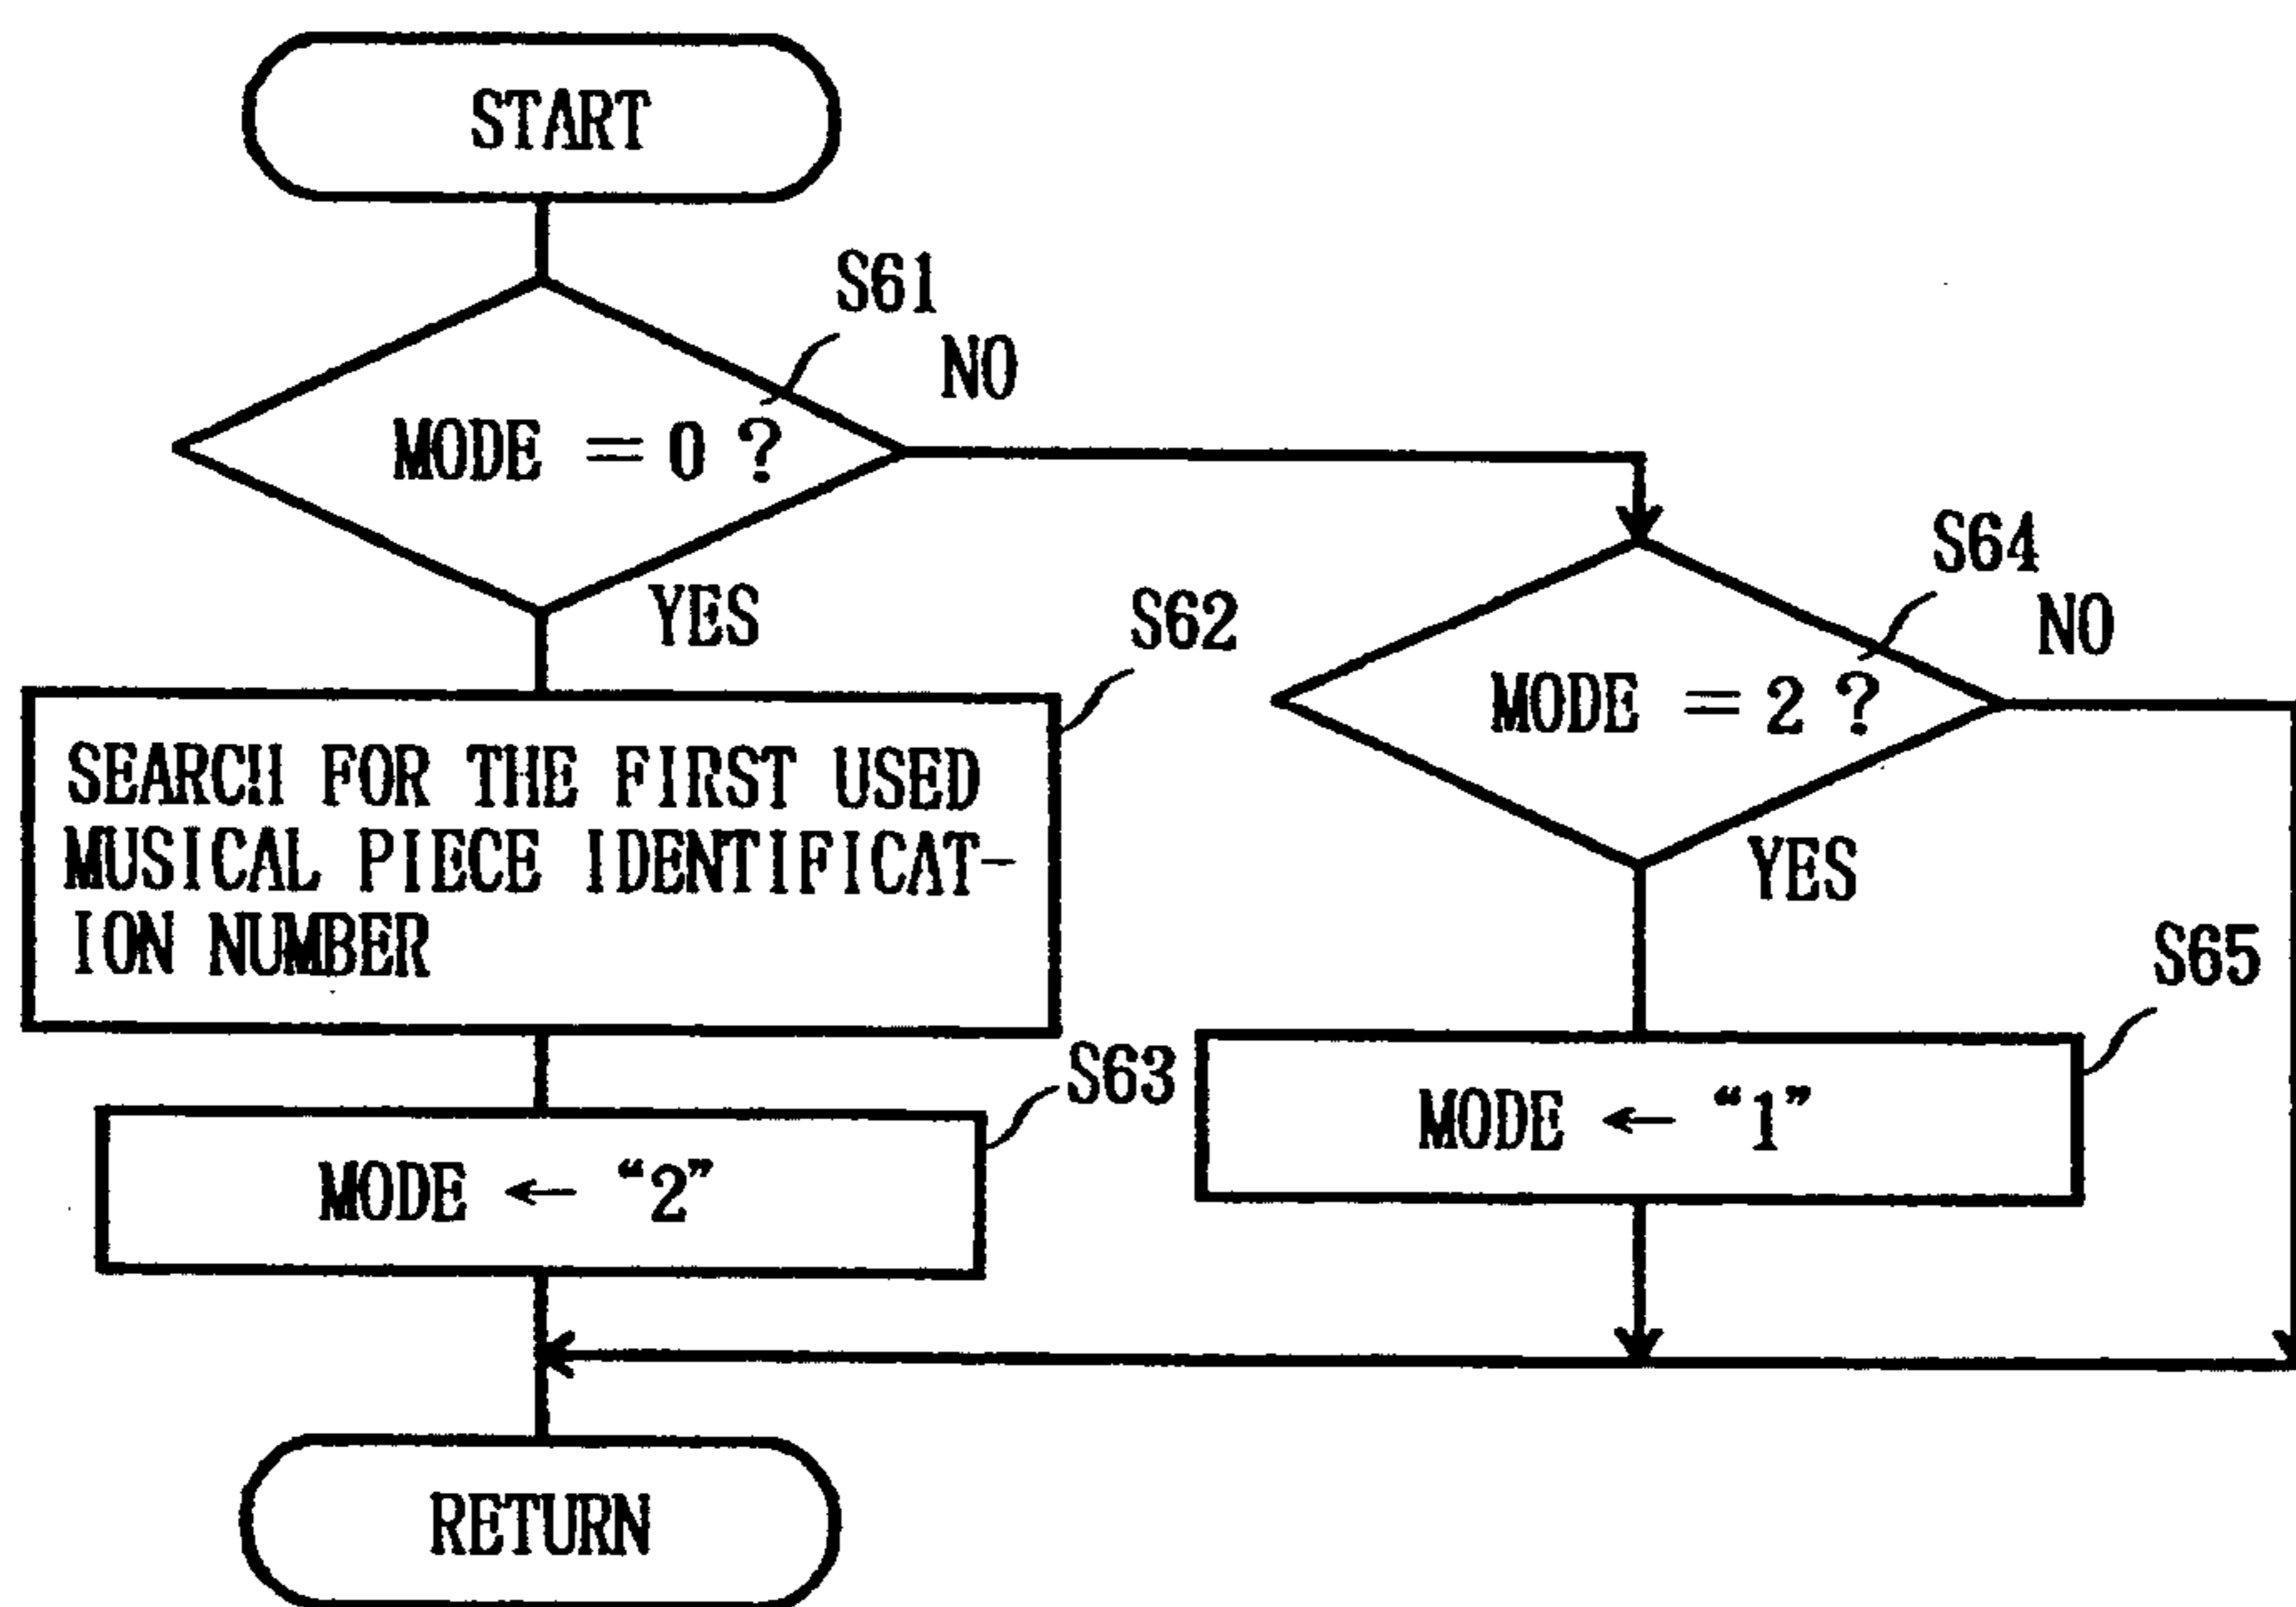 START
S61
NO
MODE = 0 ?
YES
S62
SEARCH FOR THE FIRST USED
MUSICAL PIECE IDENTIFICAT-
ION NUMBER
S63
MODE ← “2”
S64
NO
MODE = 2 ?
YES
S65
MODE ← “1”
RETURN